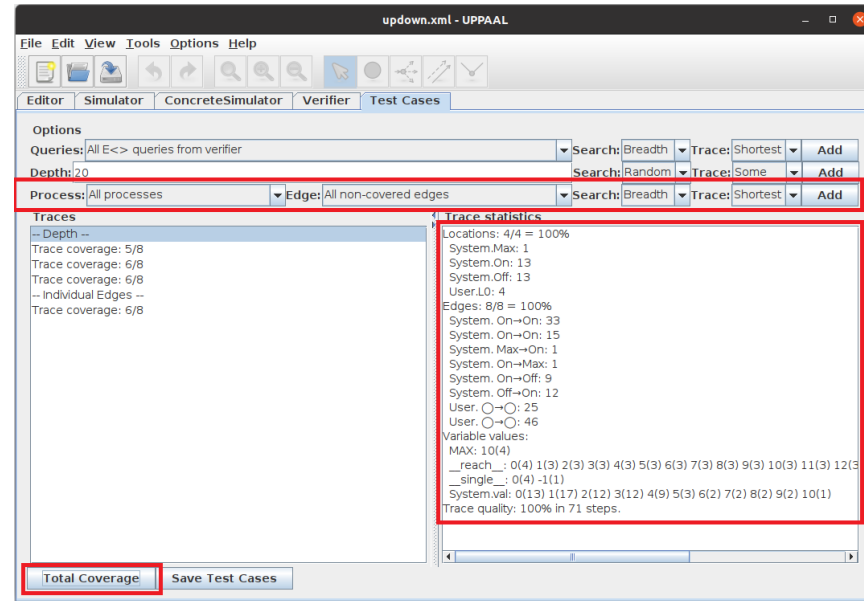 updown.xml - UPPAAL
File Edit View Tools Options Help
Editor Simulator ConcreteSimulator Verifier Test Cases
Options
Queries: All E<> queries from verifier Search: Breadth Trace: Shortest Add
Depth: 20 Search: Random Trace: Some Add
Process: All processes Edge: All non-covered edges Search: Breadth Trace: Shortest Add
Traces
-- Depth --
Trace coverage: 5/8
Trace coverage: 6/8
Trace coverage: 6/8
-- Individual Edges --
Trace coverage: 6/8
Trace statistics
Locations: 4/4 = 100%
System.Max: 1
System.On: 13
System.Off: 13
User.L0: 4
Edges: 8/8 = 100%
System. On→On: 33
System. On→On: 15
System. Max→On: 1
System. On→Max: 1
System. On→Off: 9
System. Off→On: 12
User. ◯→◯: 25
User. ◯→◯: 46
Variable values:
MAX: 10(4)
__reach__: 0(4) 1(3) 2(3) 3(3) 4(3) 5(3) 6(3) 7(3) 8(3) 9(3) 10(3) 11(3) 12(3
__single__: 0(4) -1(1)
System.val: 0(13) 1(17) 2(12) 3(12) 4(9) 5(3) 6(2) 7(2) 8(2) 9(2) 10(1)
Trace quality: 100% in 71 steps.
Total Coverage Save Test Cases